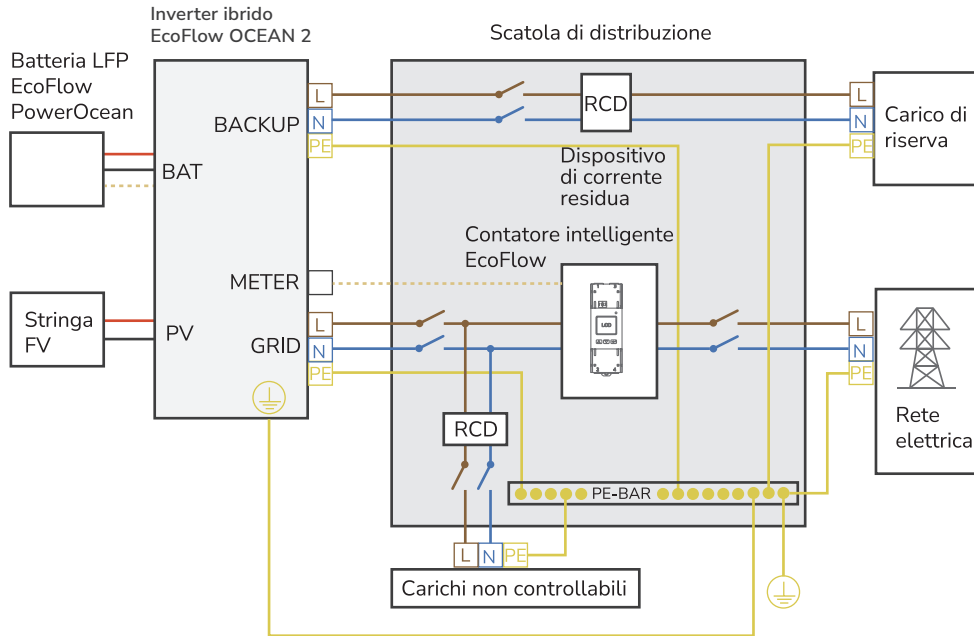 Inverter ibrido
EcoFlow OCEAN 2
Scatola di distribuzione
Batteria LFP
EcoFlow
PowerOcean
BACKUP
L
N
PE
RCD
L
N
PE
Carico di
riserva
BAT
Dispositivo
di corrente
residua
Contatore intelligente
EcoFlow
METER
LCD
Stringa
FV
PV
GRID
L
N
PE
L
N
PE
Rete
elettrica
RCD
PE-BAR
L
N
PE
Carichi non controllabili